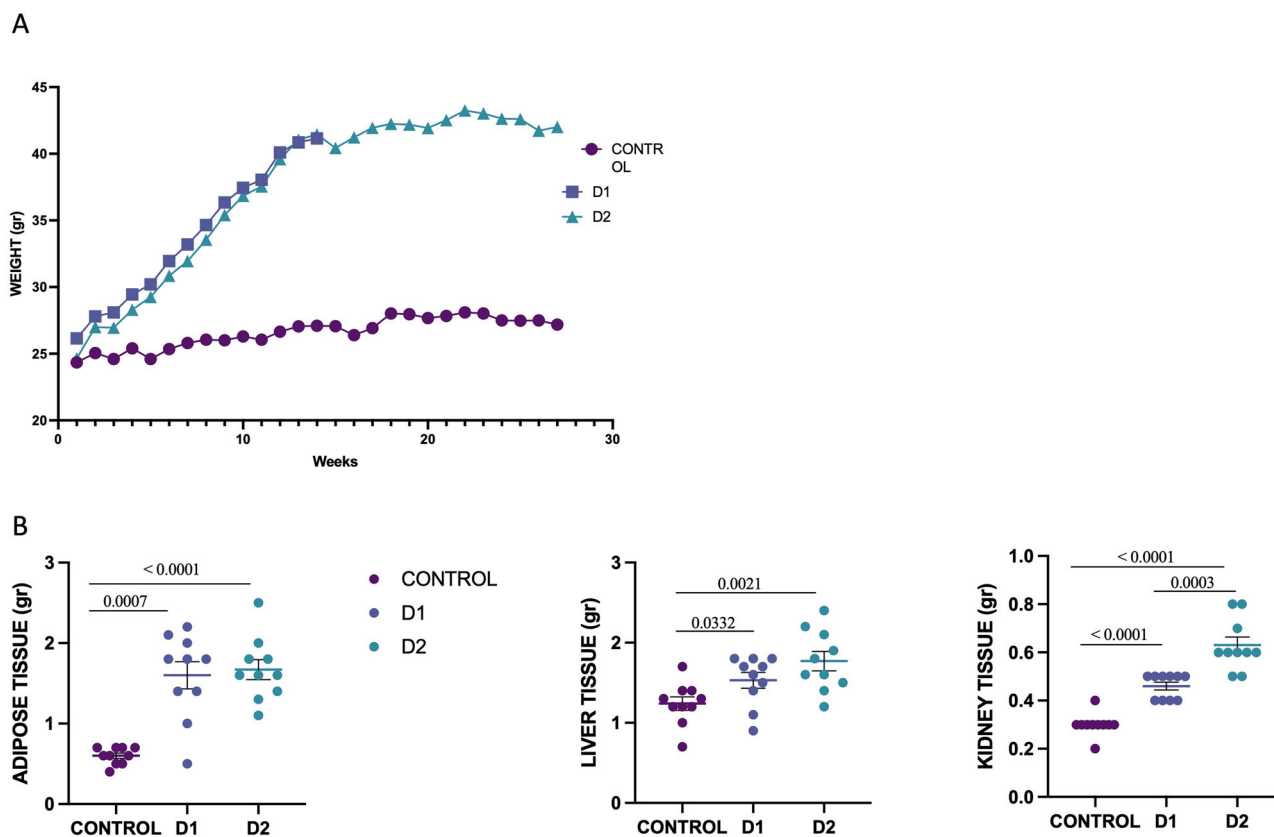 A
45
40
35
30
25
20
WEIGHT (gr)
0
10
20
30
Weeks
CONTR
OL
D1
D2
B
3
2
1
0
ADIPOSE TISSUE (gr)
< 0.0001
0.0007
CONTROL
D1
D2
CONTROL
D1
D2
3
2
1
0
LIVER TISSUE (gr)
0.0021
0.0332
CONTROL
D1
D2
1.0
0.8
0.6
0.4
0.2
0.0
KIDNEY TISSUE (gr)
< 0.0001
0.0003
< 0.0001
CONTROL
D1
D2